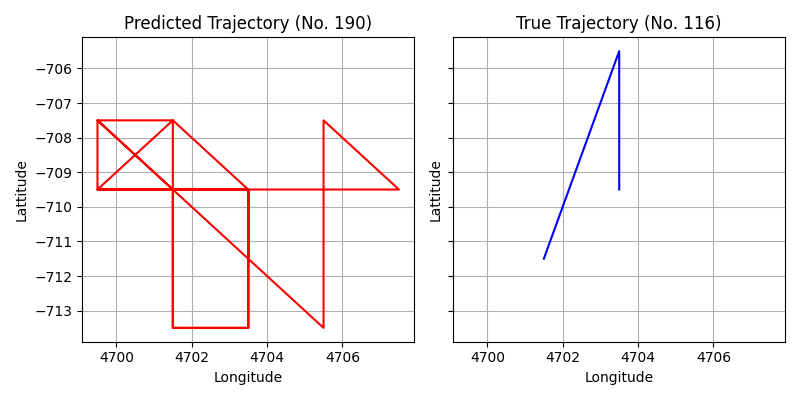 Predicted Trajectory (No. 190)
True Trajectory (No. 116)
−706
−707
−708
−709
−710
−711
−712
−713
Lattitude
Lattitude
4700 4702 4704 4706
4700 4702 4704 4706
Longitude
Longitude